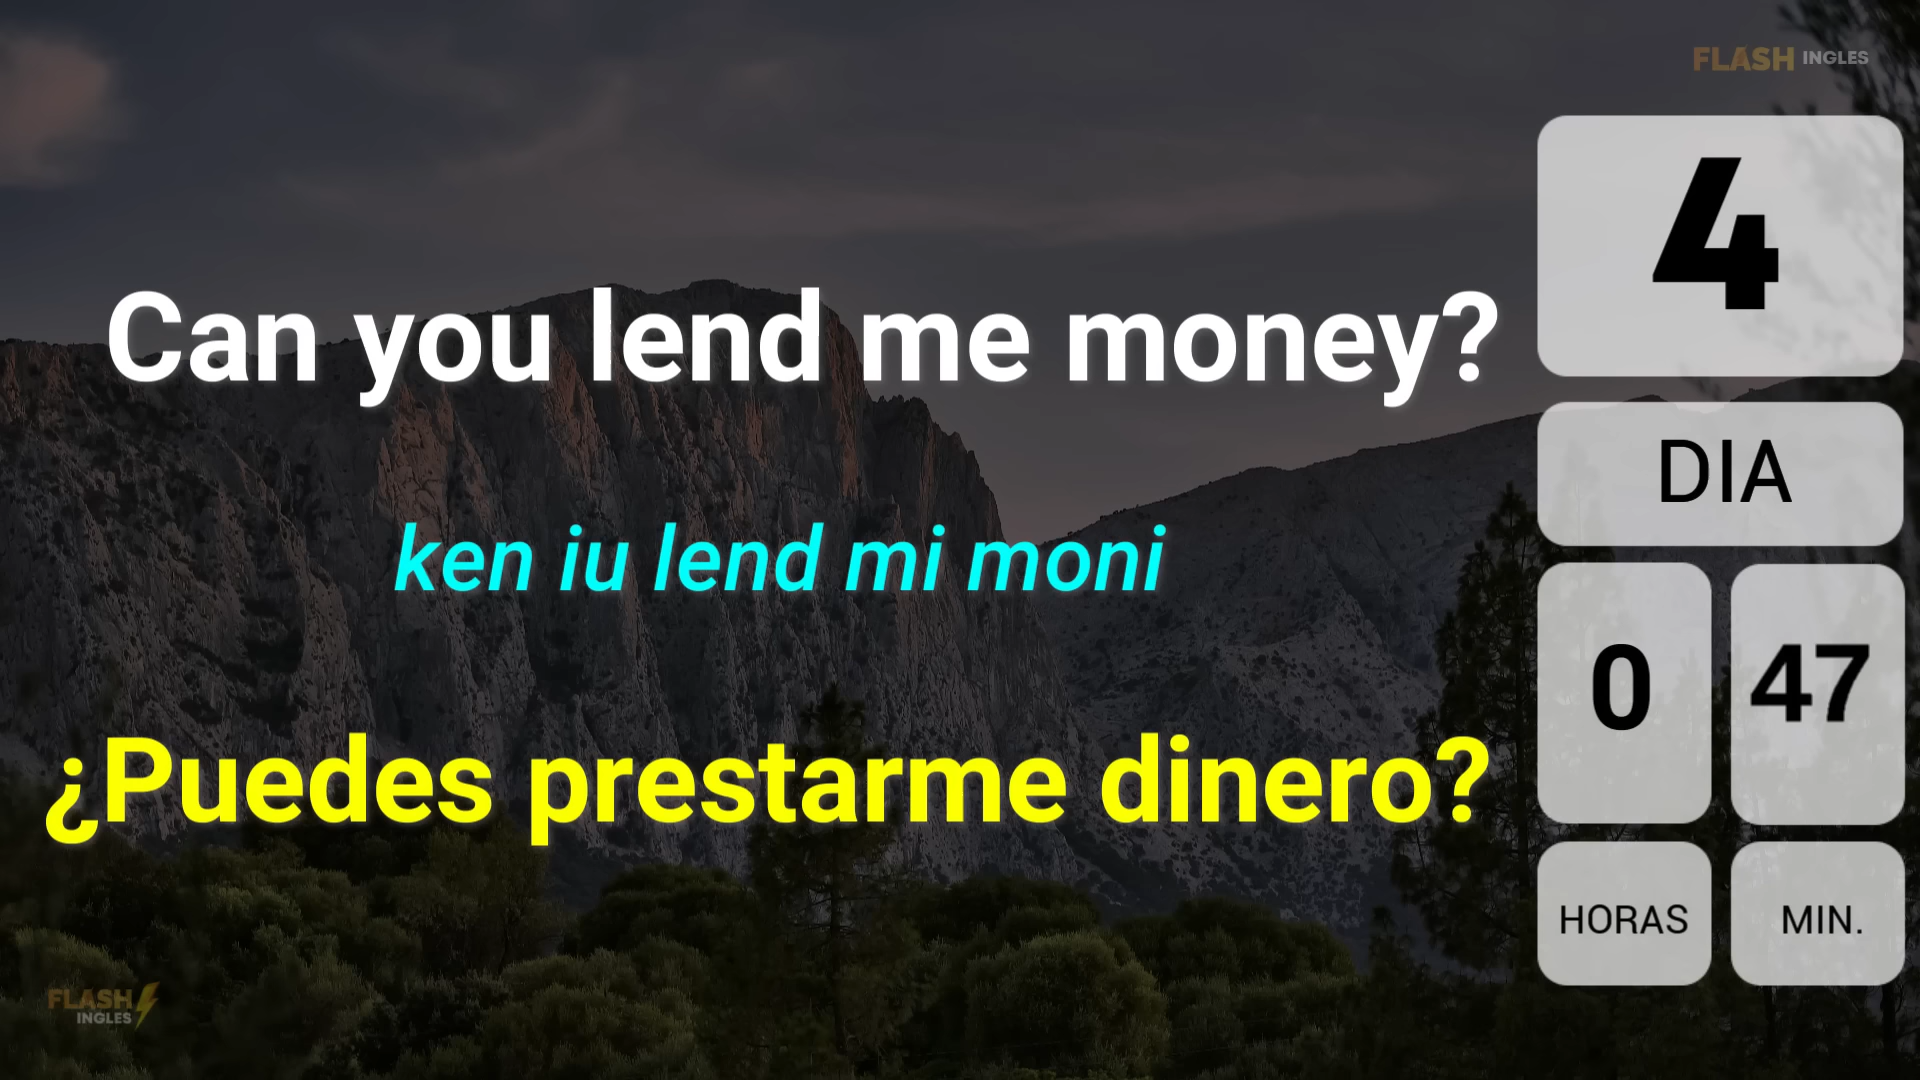 FLASH INGLES
4
DIA
Can you lend me money?
ken iu lend mi moni
¿Puedes prestarme dinero?
0 47
HORAS MIN.
FLASH
INGLES